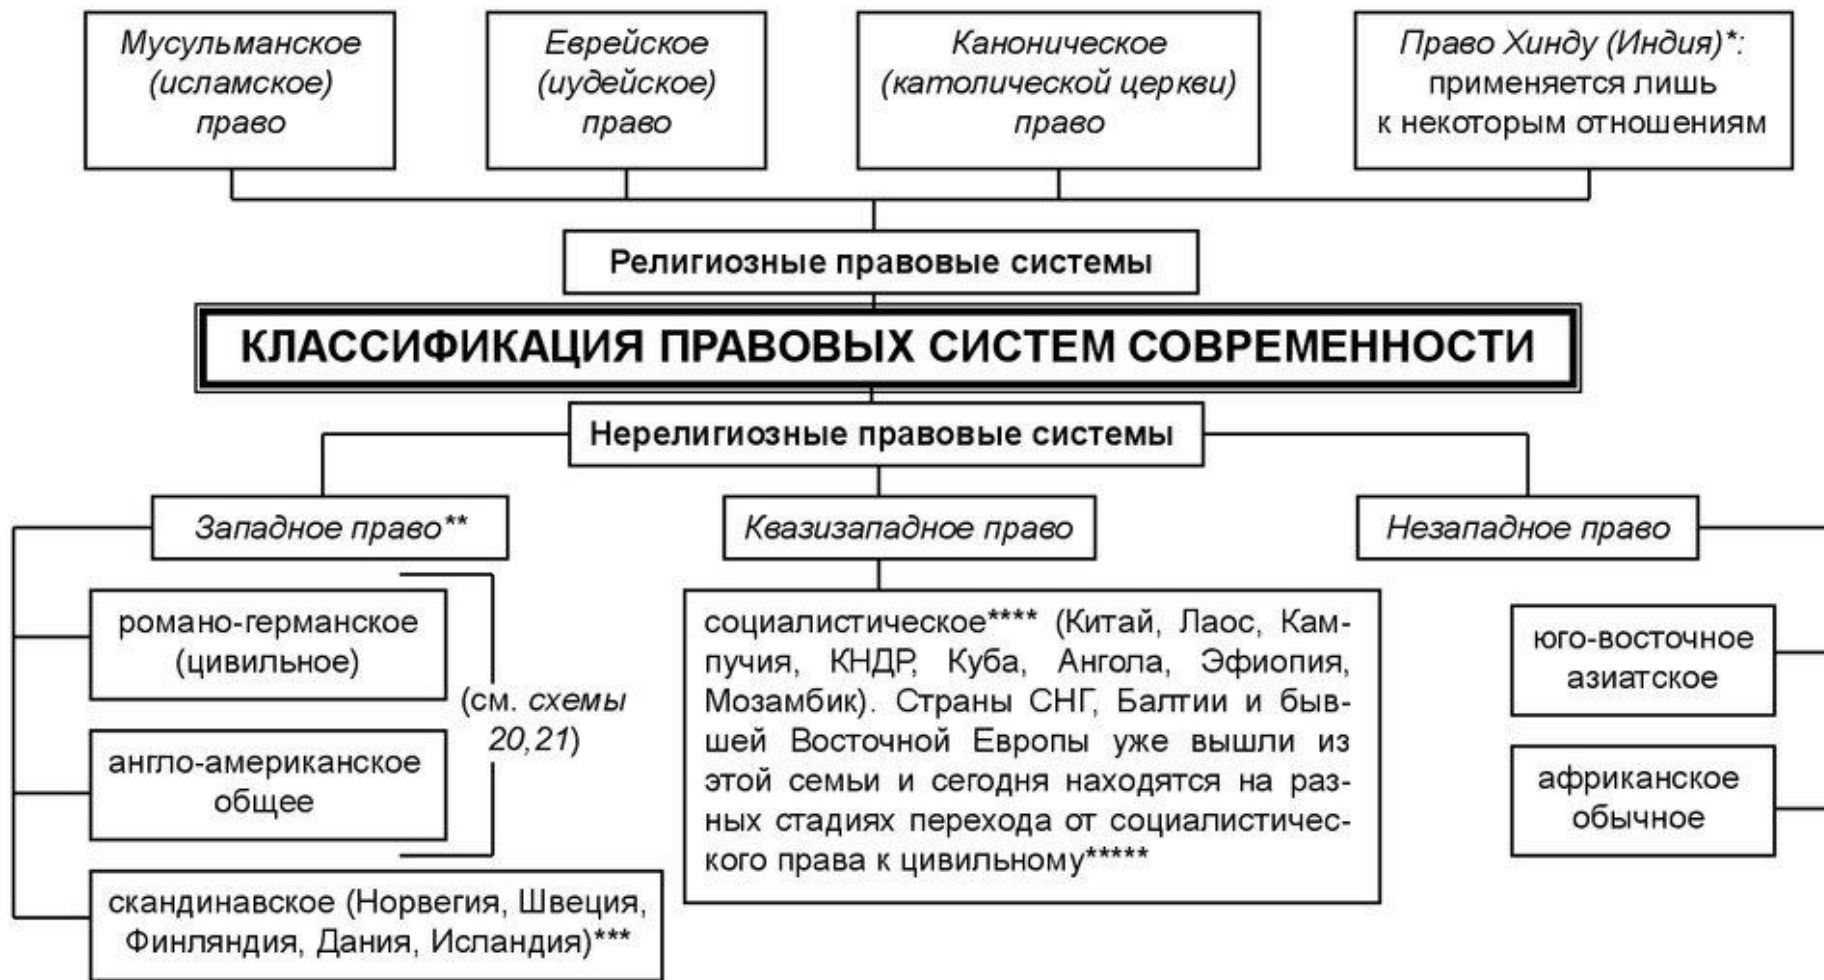 Мусульманское
(исламское)
право
Еврейское
(иудейское)
право
Каноническое
(католической церкви)
право
Право Хинду (Индия)*:
применяется лишь
к некоторым отношениям
Религиозные правовые системы
КЛАССИФИКАЦИЯ ПРАВОВЫХ СИСТЕМ СОВРЕМЕННОСТИ
Нерелигиозные правовые системы
Западное право**
Квазизападное право
Незападное право
романо-германское
(цивильное)
англо-американское
общее
(см. схемы
20,21)
скандинавское (Норвегия, Швеция,
Финляндия, Дания, Исландия)***
социалистическое**** (Китай, Лаос, Кам-
пучия, КНДР, Куба, Ангола, Эфиопия,
Мозамбик). Страны СНГ, Балтии и быв-
шей Восточной Европы уже вышли из
этой семьи и сегодня находятся на раз-
ных стадиях перехода от социалистичес-
кого права к цивильному*****
юго-восточное
азиатское
африканское
обычное